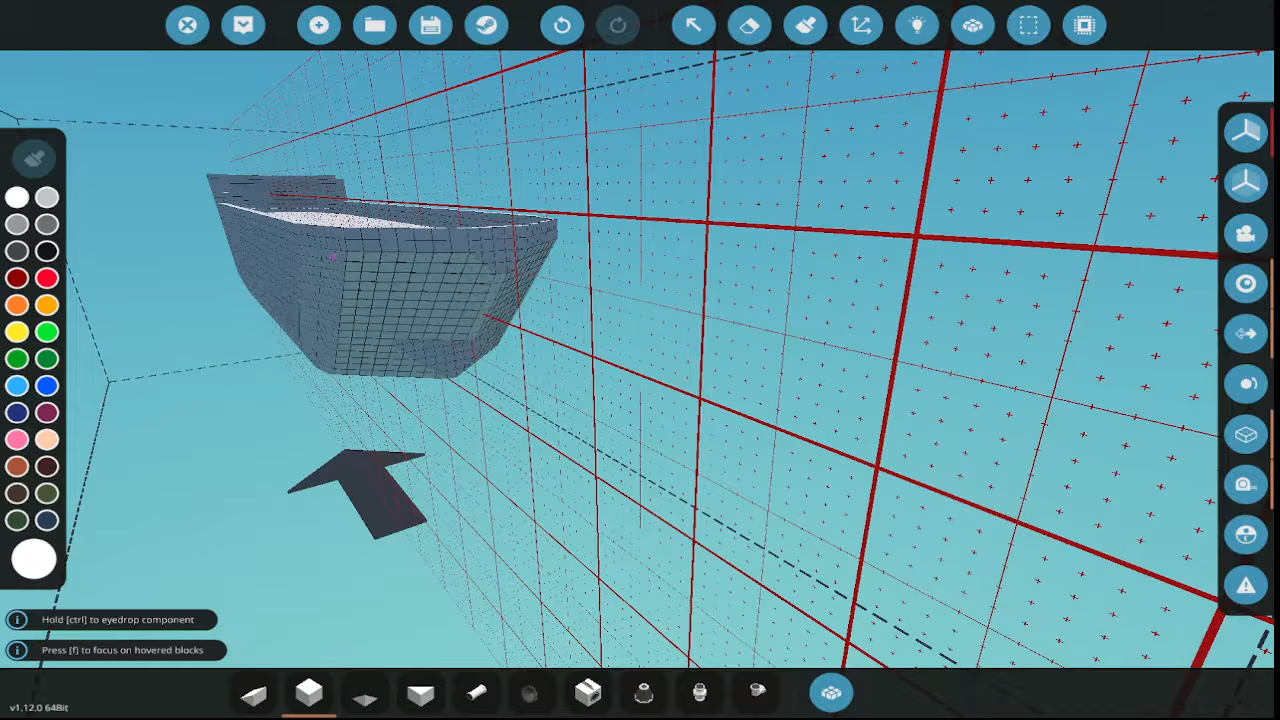 Hold [ctrl] to eyedrop component
Press [f] to focus on hovered blocks
v1.12.0 64Bit